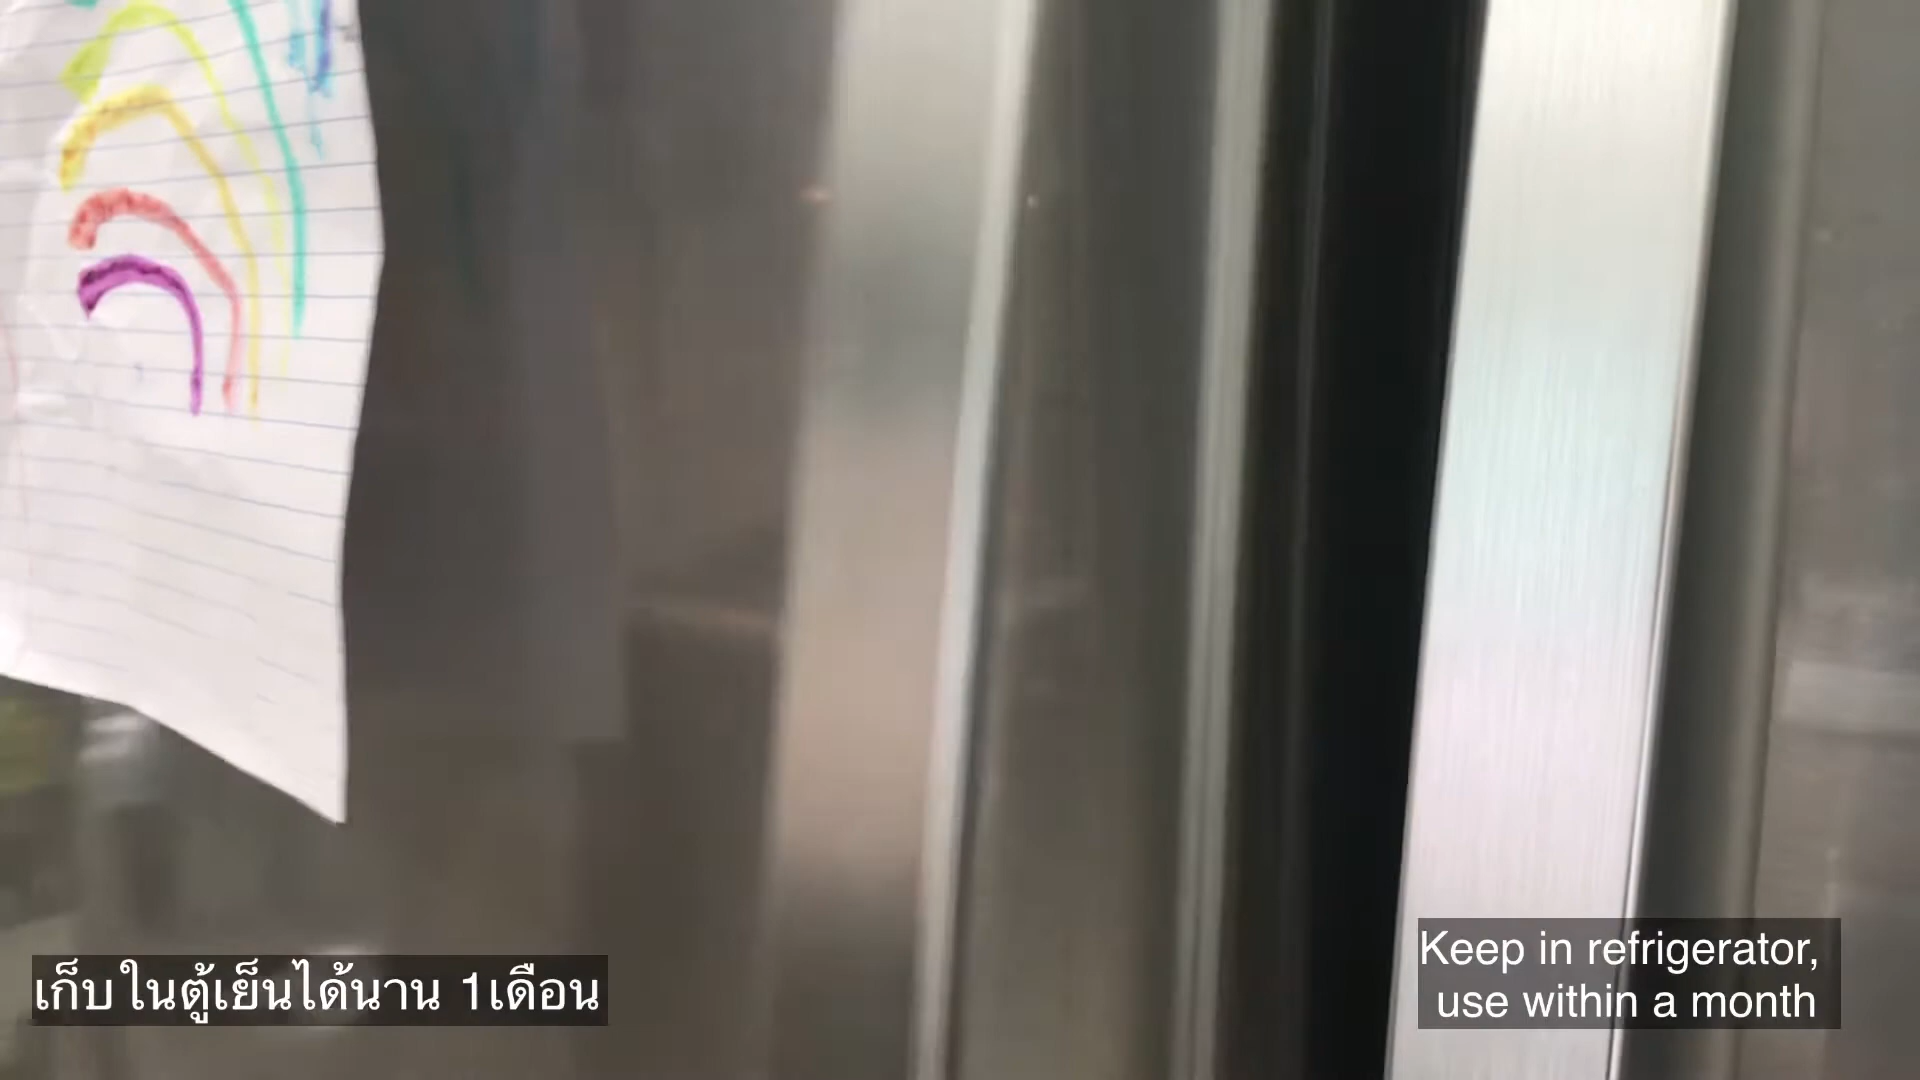 เก็บในตู้เย็นได้นาน 1เดือน
Keep in refrigerator,
use within a month